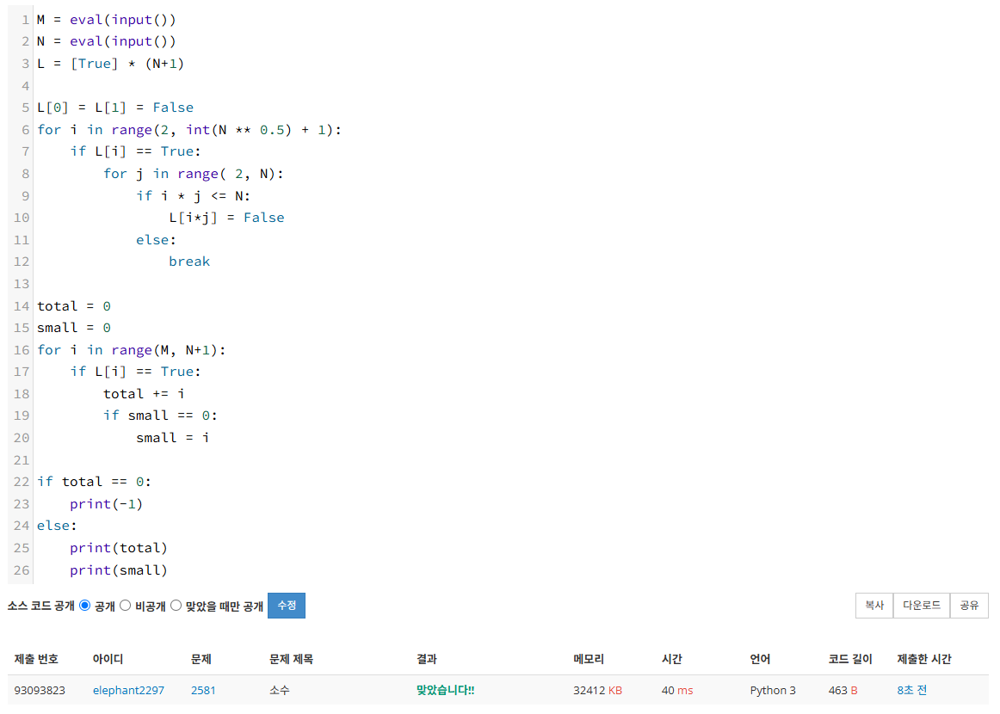 1 M = eval(input())
2 N = eval(input())
3 L = [True] * (N+1)
4
5 L[0] = L[1] = False
6 for i in range(2, int(N ** 0.5) + 1):
7     if L[i] == True:
8         for j in range( 2, N):
9             if i * j <= N:
10                 L[i*j] = False
11             else:
12                 break
13
14 total = 0
15 small = 0
16 for i in range(M, N+1):
17     if L[i] == True:
18         total += i
19         if small == 0:
20             small = i
21
22 if total == 0:
23     print(-1)
24 else:
25     print(total)
26     print(small)
소스 코드 공개 공개 비공개 맞았을 때만 공개 수정 복사 다운로드 공유
제출 번호 아이디 문제 문제 제목 결과 메모리 시간 언어 코드 길이 제출한 시간
93093823 elephant2297 2581 소수 맞았습니다!! 32412 KB 40 ms Python 3 463 B 8초 전